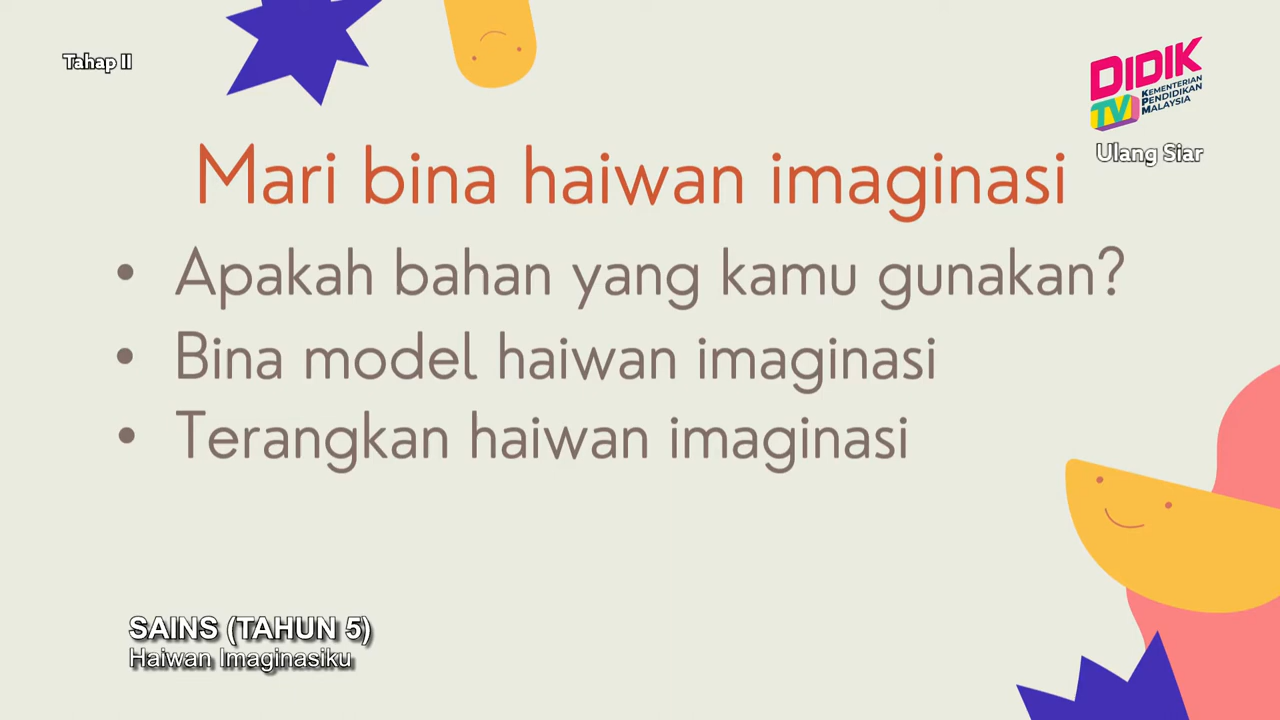 Tahap II
DIDIK
TV
KEMENTERIAN
PENDIDIKAN
MALAYSIA
Ulang Siar
Mari bina haiwan imaginasi
• Apakah bahan yang kamu gunakan?
• Bina model haiwan imaginasi
• Terangkan haiwan imaginasi
SAINS (TAHUN 5)
Haiwan Imaginasiku